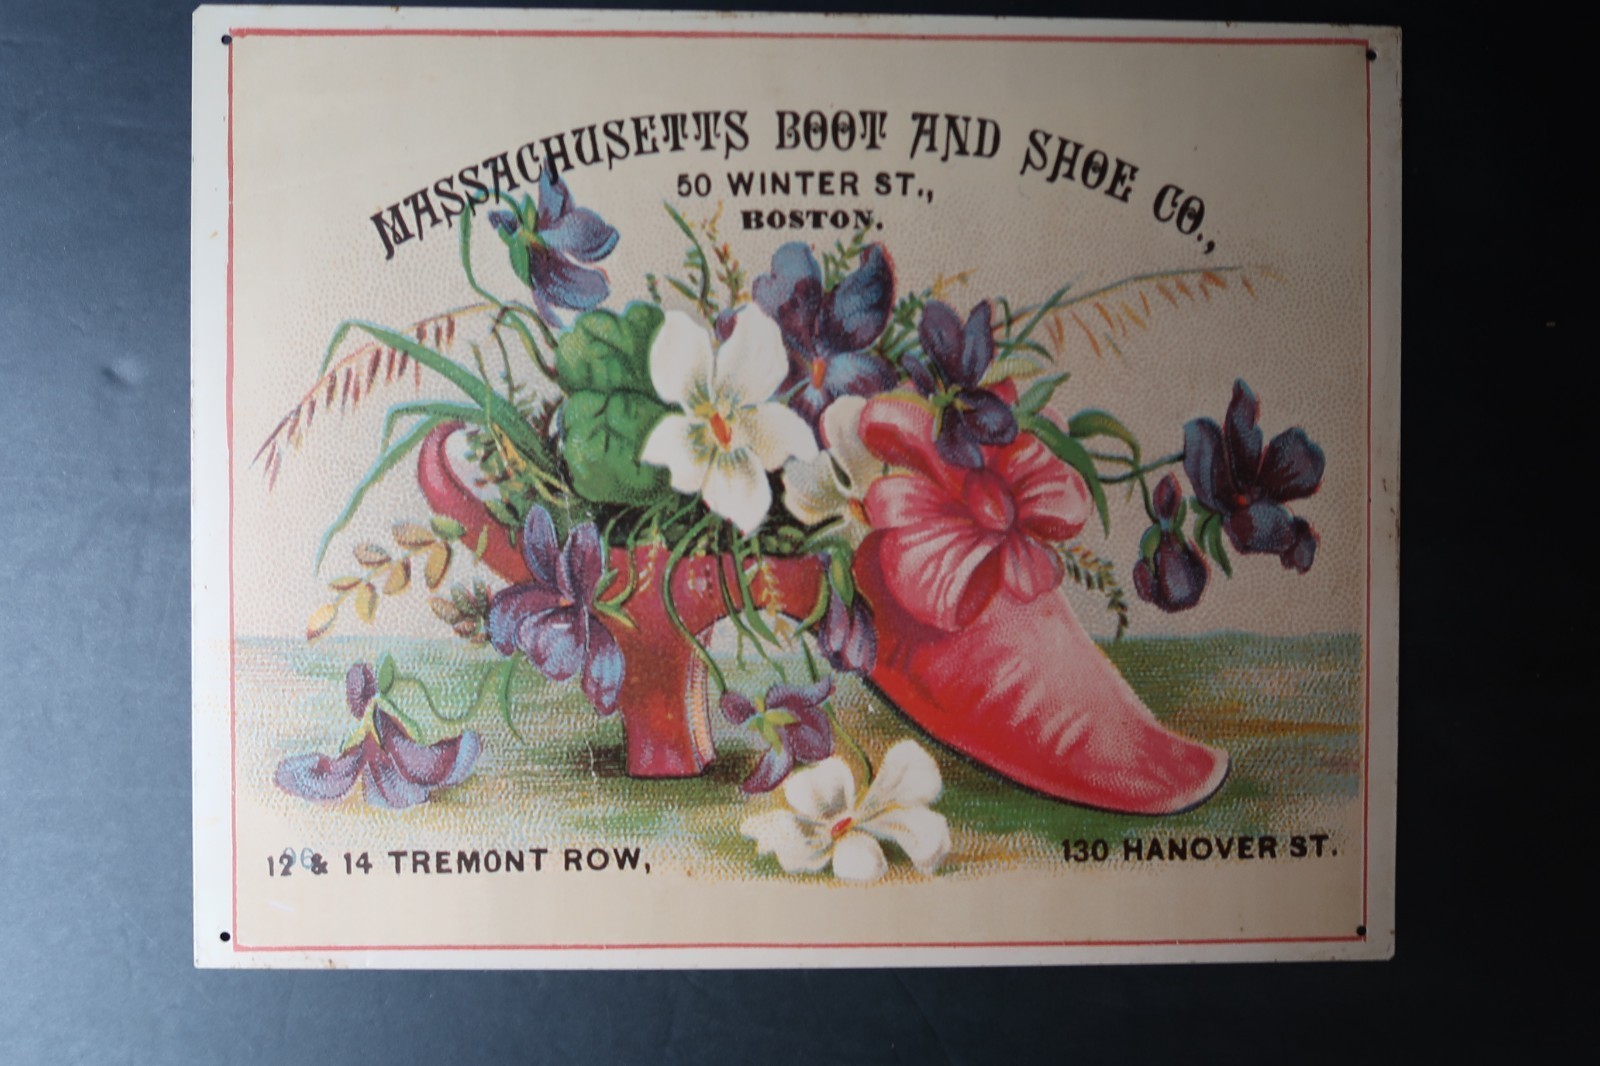 MASSACHUSETTS BOOT AND SHOE CO.,
50 WINTER ST.,
BOSTON.
12 & 14 TREMONT ROW,
130 HANOVER ST.